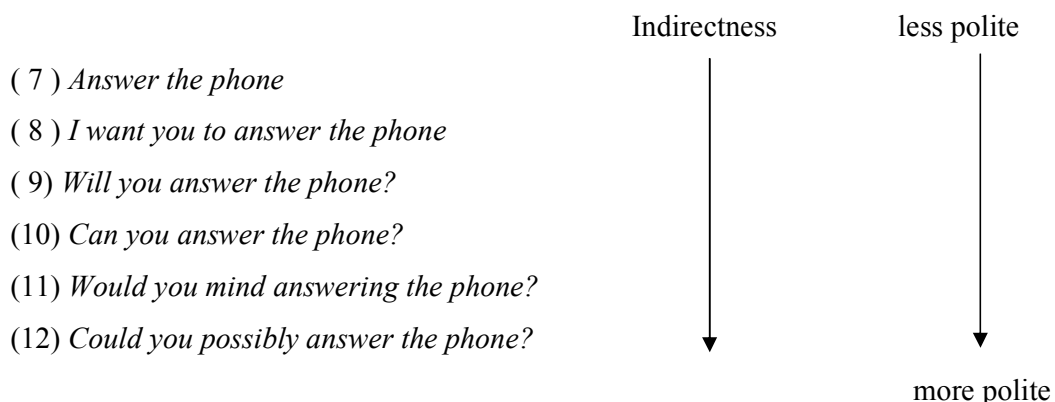 Indirectness less polite
( 7 ) Answer the phone
( 8 ) I want you to answer the phone
( 9) Will you answer the phone?
(10) Can you answer the phone?
(11) Would you mind answering the phone?
(12) Could you possibly answer the phone?
more polite